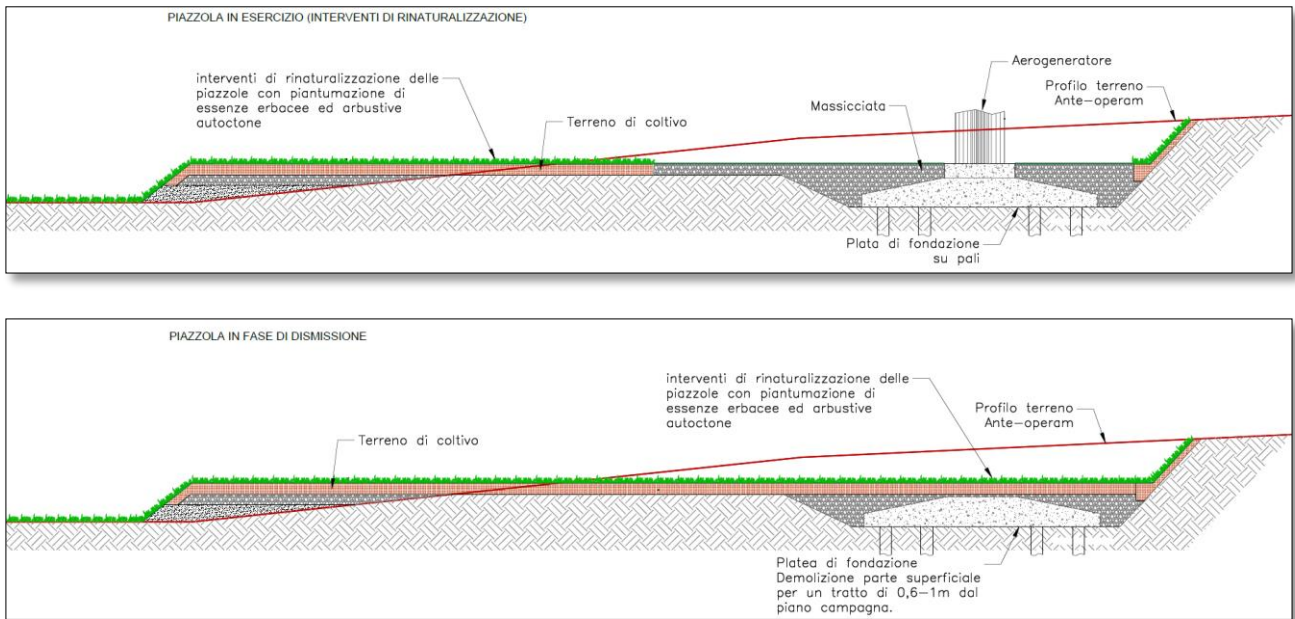 PIAZZOLA IN ESERCIZIO (INTERVENTI DI RINATURALIZZAZIONE)
Aerogeneratore
interventi di rinaturalizzazione delle
piazzole con piantumazione di
essenze erbacee ed arbustive
autoctone
Profilo terreno
Ante-operam
Massicciata
Terreno di coltivo
Plata di fondazione
su pali
PIAZZOLA IN FASE DI DISMISSIONE
interventi di rinaturalizzazione delle
piazzole con piantumazione di
essenze erbacee ed arbustive
autoctone
Profilo terreno
Ante-operam
Terreno di coltivo
Platea di fondazione
Demolizione parte superficiale
per un tratto di 0,6-1m dal
piano campagna.